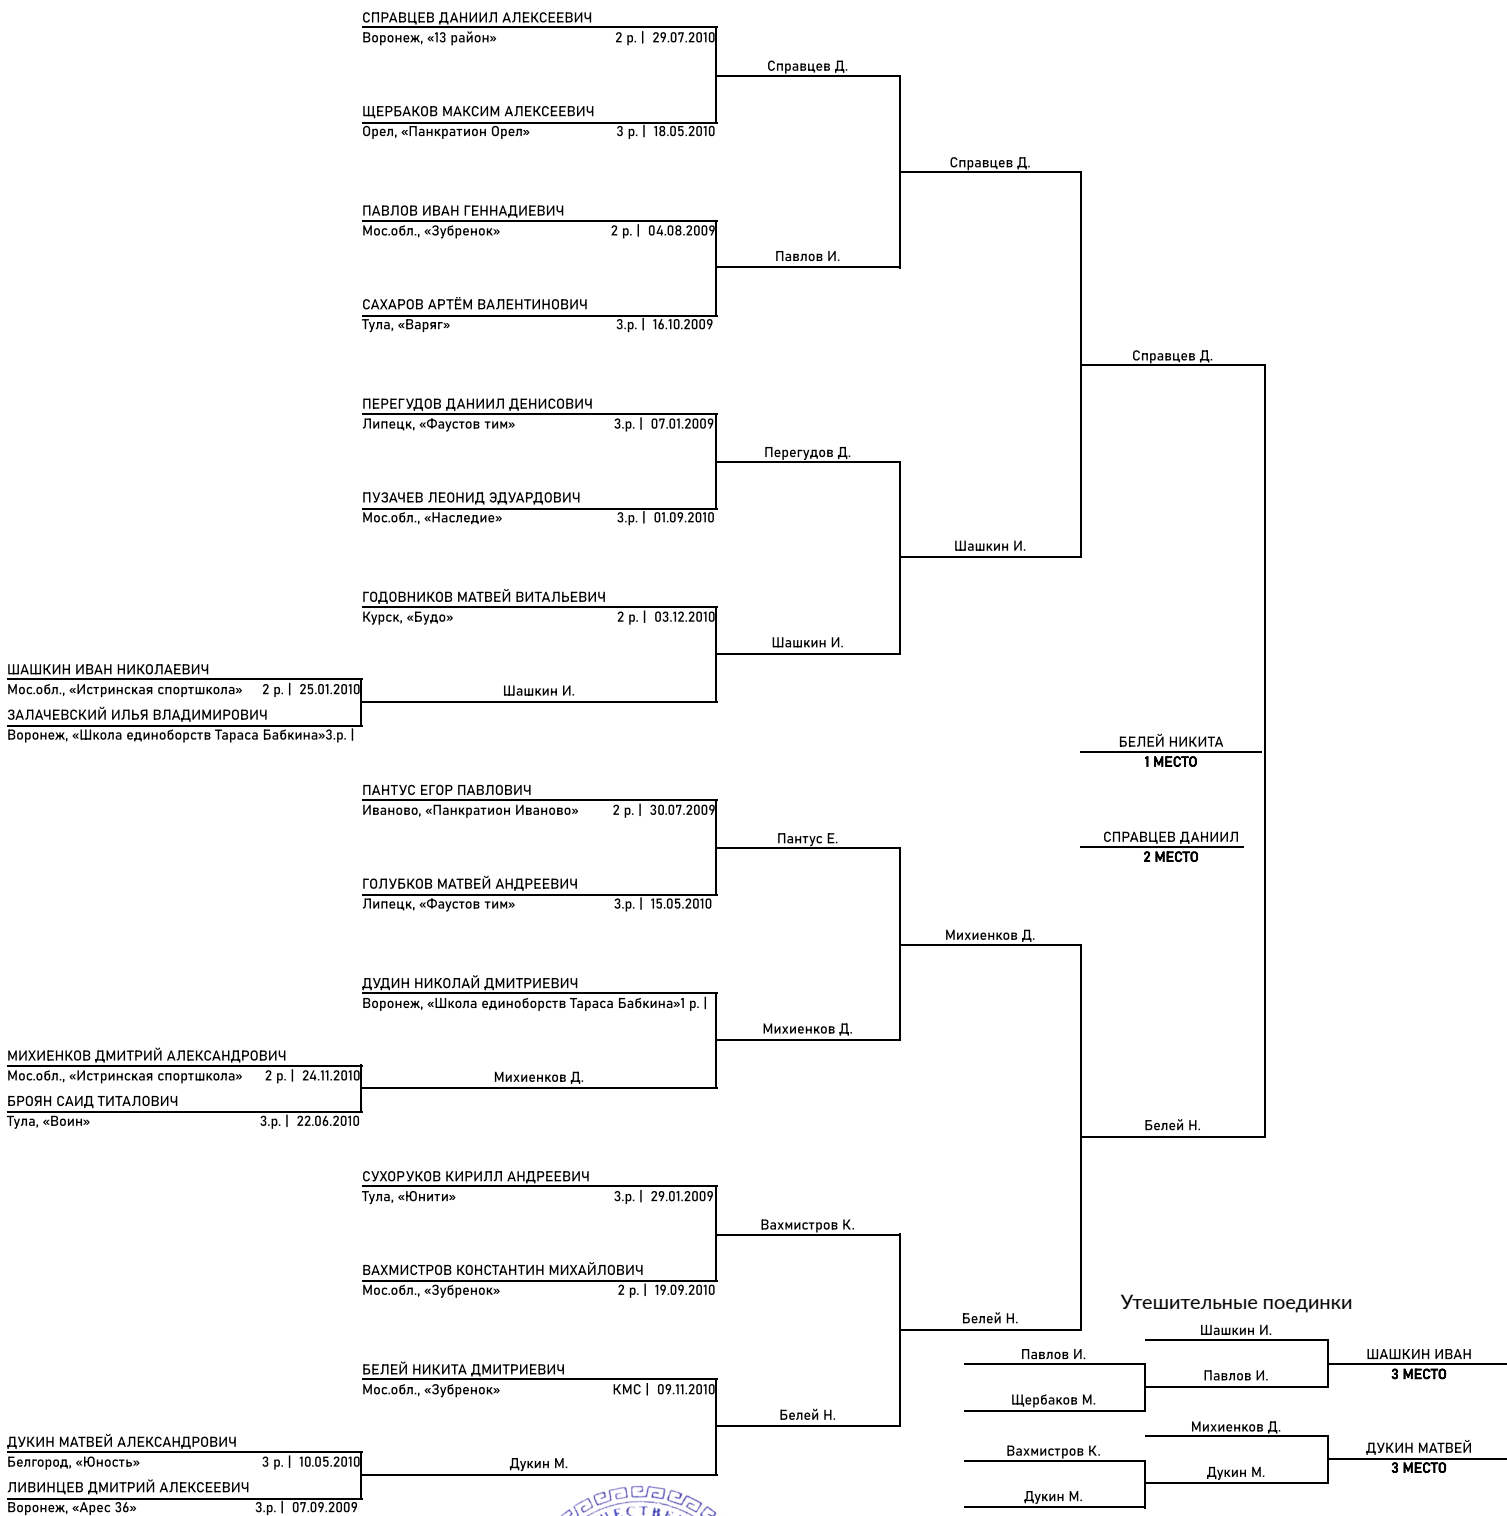 СПРАВЦЕВ ДАНИИЛ АЛЕКСЕЕВИЧ
Воронеж, «13 район» 2 р. | 29.07.2010
Справцев Д.
ЩЕРБАКОВ МАКСИМ АЛЕКСЕЕВИЧ
Орел, «Панкратион Орел» 3 р. | 18.05.2010
Справцев Д.
ПАВЛОВ ИВАН ГЕННАДИЕВИЧ
Мос.обл., «Зубренок» 2 р. | 04.08.2009
Павлов И.
САХАРОВ АРТЁМ ВАЛЕНТИНОВИЧ
Тула, «Варяг» 3.р. | 16.10.2009
Справцев Д.
ПЕРЕГУДОВ ДАНИИЛ ДЕНИСОВИЧ
Липецк, «Фаустов тим» 3.р. | 07.01.2009
Перегудов Д.
ПУЗАЧЕВ ЛЕОНИД ЭДУАРДОВИЧ
Мос.обл., «Наследие» 3.р. | 01.09.2010
Шашкин И.
ГОДОВНИКОВ МАТВЕЙ ВИТАЛЬЕВИЧ
Курск, «Будо» 2 р. | 03.12.2010
Шашкин И.
ШАШКИН ИВАН НИКОЛАЕВИЧ
Мос.обл., «Истринская спортшкола» 2 р. | 25.01.2010
Шашкин И.
ЗАЛАЧЕВСКИЙ ИЛЬЯ ВЛАДИМИРОВИЧ
Воронеж, «Школа единоборств Тараса Бабкина»3.р. |
БЕЛЕЙ НИКИТА
1 МЕСТО
ПАНТУС ЕГОР ПАВЛОВИЧ
Иваново, «Панкратион Иваново» 2 р. | 30.07.2009
Пантус Е.
СПРАВЦЕВ ДАНИИЛ
2 МЕСТО
ГОЛУБКОВ МАТВЕЙ АНДРЕЕВИЧ
Липецк, «Фаустов тим» 3.р. | 15.05.2010
Михиенков Д.
ДУДИН НИКОЛАЙ ДМИТРИЕВИЧ
Воронеж, «Школа единоборств Тараса Бабкина»1 р. |
Михиенков Д.
МИХИЕНКОВ ДМИТРИЙ АЛЕКСАНДРОВИЧ
Мос.обл., «Истринская спортшкола» 2 р. | 24.11.2010
Михиенков Д.
БРОЯН САИД ТИТАЛОВИЧ
Тула, «Воин» 3.р. | 22.06.2010
Белей Н.
СУХОРУКОВ КИРИЛЛ АНДРЕЕВИЧ
Тула, «Юнити» 3.р. | 29.01.2009
Вахмистров К.
ВАХМИСТРОВ КОНСТАНТИН МИХАЙЛОВИЧ
Мос.обл., «Зубренок» 2 р. | 19.09.2010
Белей Н.
БЕЛЕЙ НИКИТА ДМИТРИЕВИЧ
Мос.обл., «Зубренок» КМС | 09.11.2010
Белей Н.
ДУКИН МАТВЕЙ АЛЕКСАНДРОВИЧ
Белгород, «Юность» 3 р. | 10.05.2010
Дукин М.
ЛИВИНЦЕВ ДМИТРИЙ АЛЕКСЕЕВИЧ
Воронеж, «Арес 36» 3.р. | 07.09.2009
Утешительные поединки
Шашкин И.
Павлов И.
ШАШКИН ИВАН
3 МЕСТО
Павлов И.
Щербаков М.
Михиенков Д.
Вахмистров К.
ДУКИН МАТВЕЙ
3 МЕСТО
Дукин М.
Дукин М.